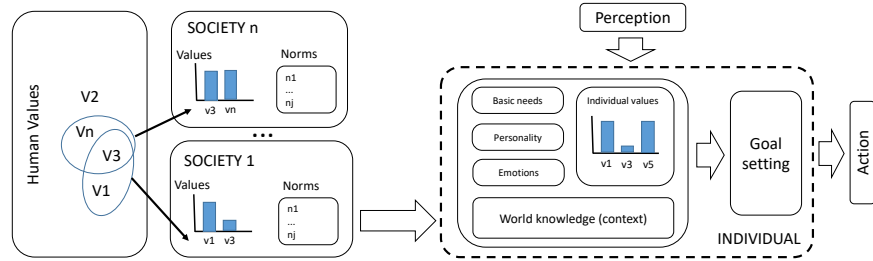 Human Values
V2
Vn
V3
V1
SOCIETY n
Values
v3 vn
Norms
n1
...
nj
...
SOCIETY 1
Values
v1 v3
Norms
n1
...
nj
Perception
Basic needs
Personality
Emotions
Individual values
v1 v3 v5
World knowledge (context)
Goal
setting
INDIVIDUAL
Action